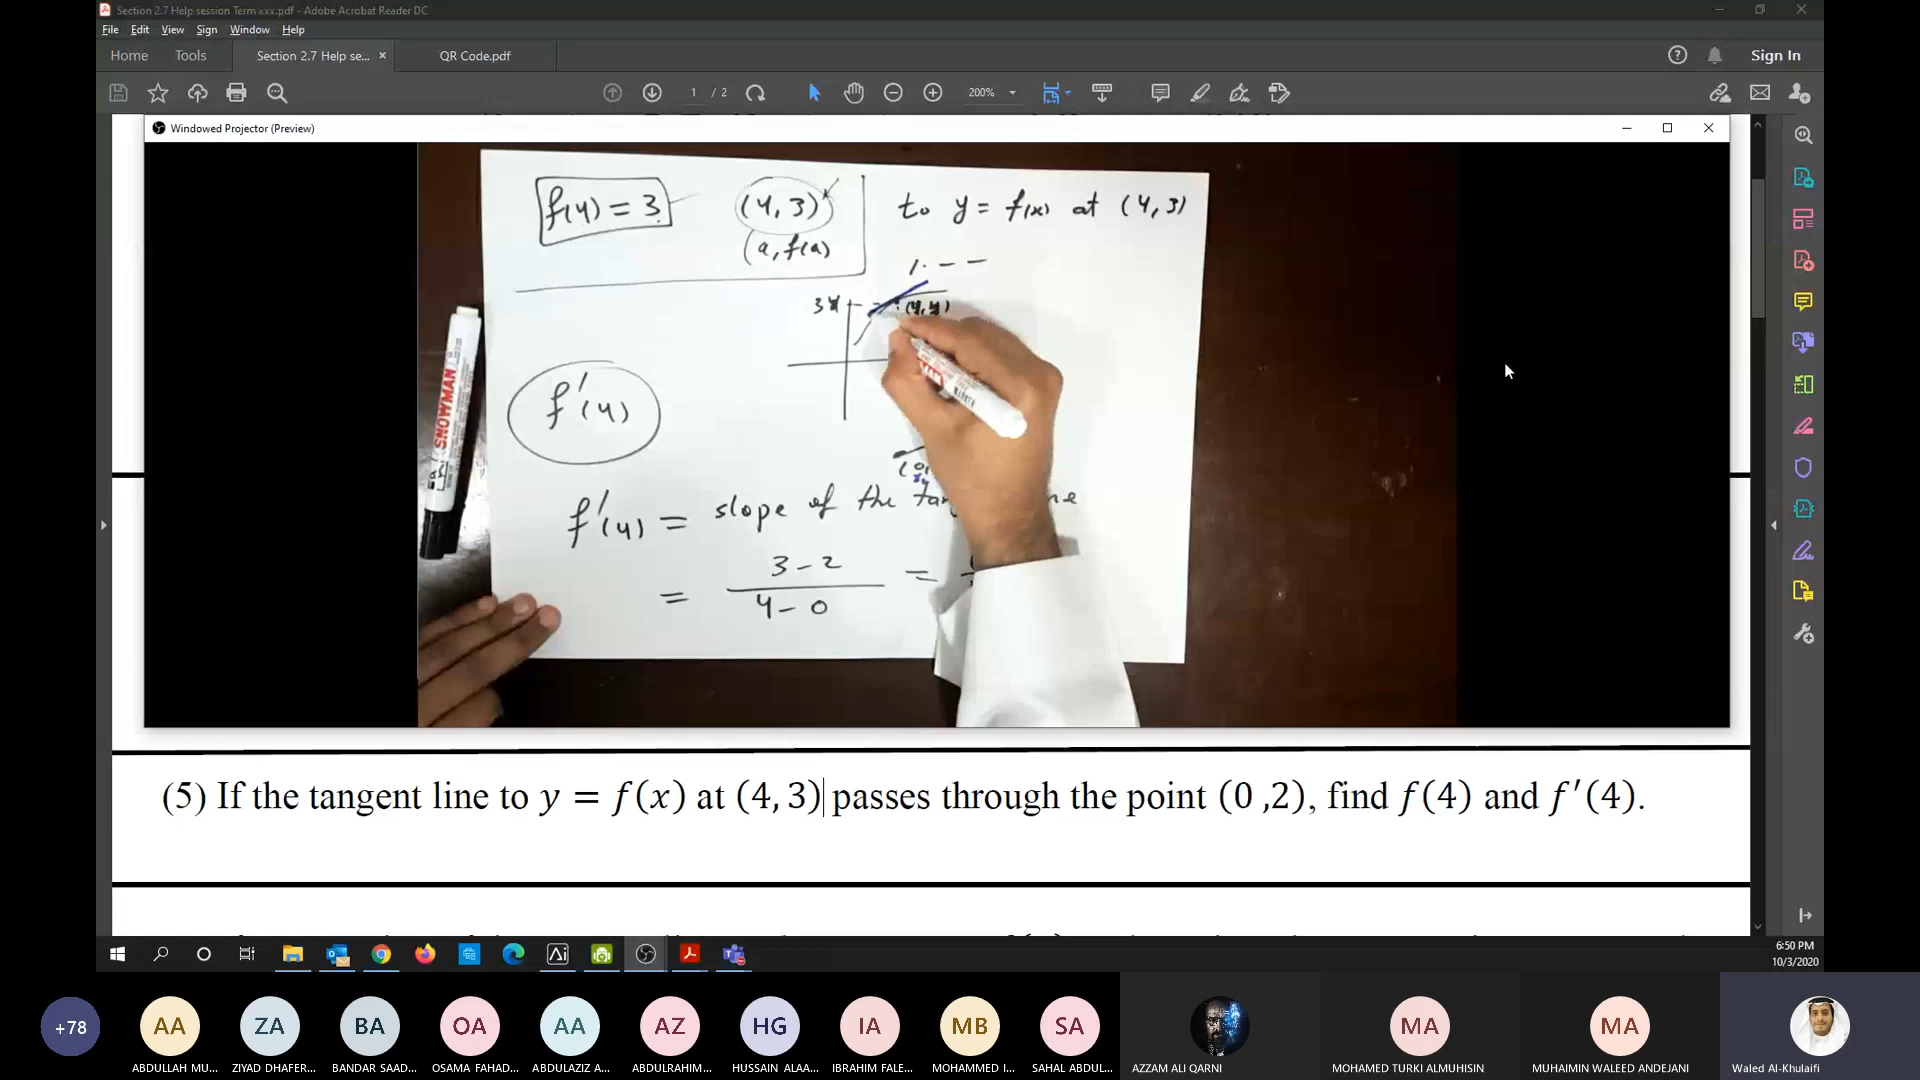 Section 2.7 Help session Term xxx.pdf - Adobe Acrobat Reader DC
File Edit View Sign Window Help
Home Tools Section 2.7 Help se... × QR Code.pdf Sign In
1 / 2 200%
Windowed Projector (Preview)
f(4) = 3 (4,3) to y = f(x) at (4,3)
(a, f(a)
3
f'(4)
SNOWMAN
f'(4) = slope of the
= 3 - 2 / 4 - 0 =
(5) If the tangent line to y = f(x) at (4, 3) passes through the point (0 ,2), find f(4) and f′(4).
6:50 PM
10/3/2020
+78 AA ZA BA OA AA AZ HG IA MB SA MA MA
ABDULLAH MU... ZIYAD DHAFER... BANDAR SAAD... OSAMA FAHAD... ABDULAZIZ A... ABDULRAHIM... HUSSAIN ALAA... IBRAHIM FALE... MOHAMMED I... SAHAL ABDUL... AZZAM ALI QARNI MOHAMED TURKI ALMUHISIN MUHAIMIN WALEED ANDEJANI Waled Al-Khulaifi